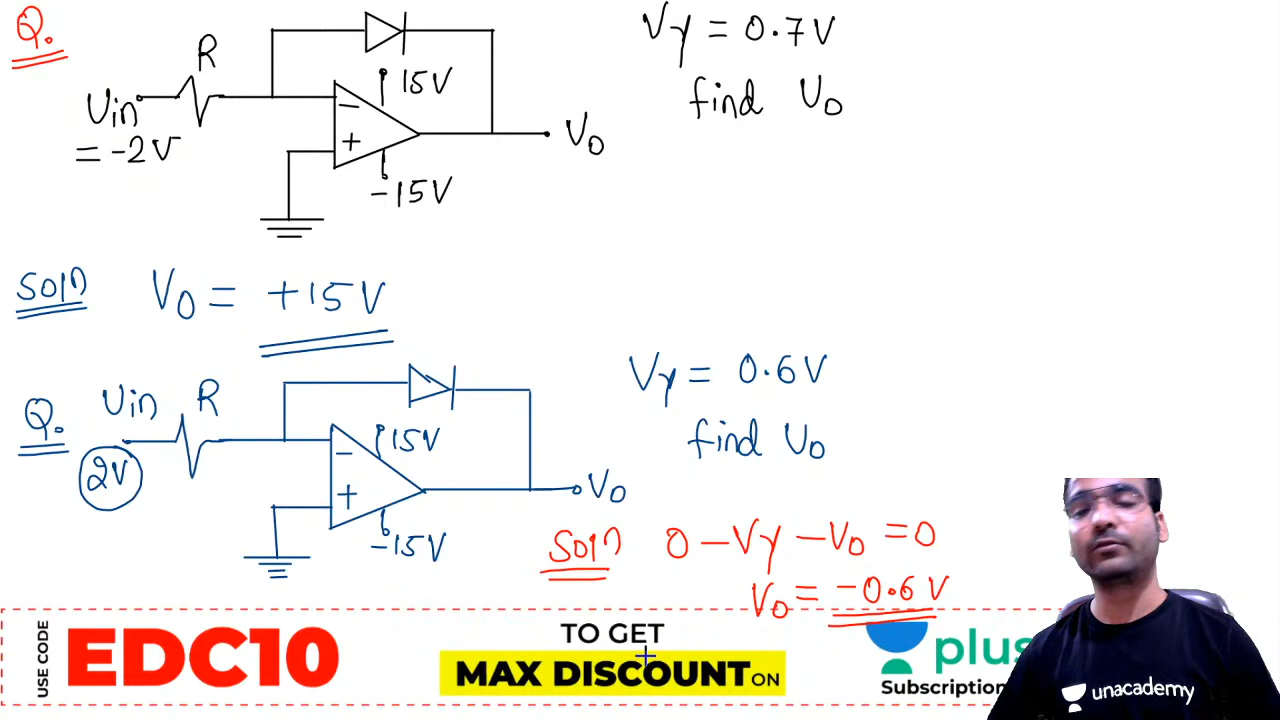 Q.
R
Vin
= -2V
15V
-
+
-15V
Vo
Vγ = 0.7V
find Vo
Soln Vo = +15V
Q.
Vin R
2V
15V
-
+
-15V
Vo
Vγ = 0.6V
find Vo
Soln 0 - Vγ - Vo = 0
Vo = -0.6V
USE CODE
EDC10
TO GET
MAX DISCOUNT ON
plus
Subscription
unacademy